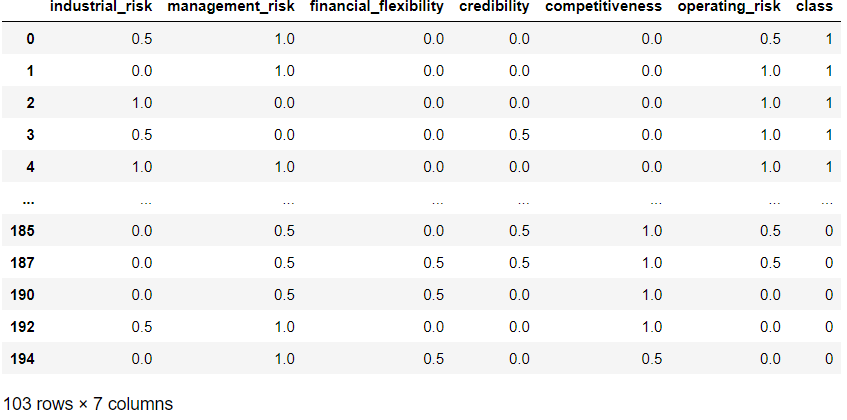 industrial_risk management_risk financial_flexibility credibility competitiveness operating_risk class
0 0.5 1.0 0.0 0.0 0.0 0.5 1
1 0.0 1.0 0.0 0.0 0.0 1.0 1
2 1.0 0.0 0.0 0.0 0.0 1.0 1
3 0.5 0.0 0.0 0.5 0.0 1.0 1
4 1.0 1.0 0.0 0.0 0.0 1.0 1
... ... ... ... ... ... ... ...
185 0.0 0.5 0.0 0.5 1.0 0.5 0
187 0.0 0.5 0.5 0.5 1.0 0.5 0
190 0.0 0.5 0.5 0.0 1.0 0.0 0
192 0.5 1.0 0.0 0.0 1.0 0.0 0
194 0.0 1.0 0.5 0.0 0.5 0.0 0
103 rows × 7 columns